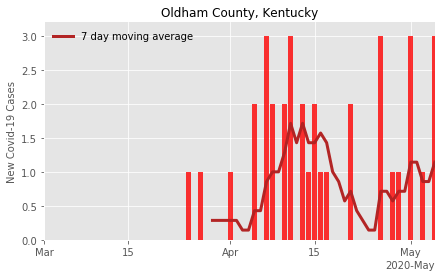 Oldham County, Kentucky
7 day moving average
New Covid-19 Cases
3.0
2.5
2.0
1.5
1.0
0.5
0.0
Mar 15 Apr 15 May
2020-May